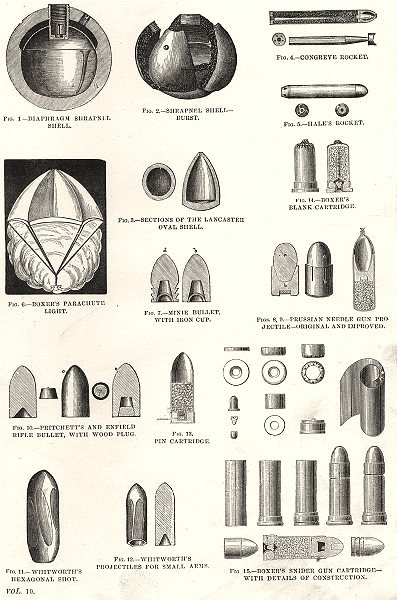 Fig. 1—DIAPHRAGM SHRAPNEL
SHELL.
Fig. 2.—SHRAPNEL SHELL—
BURST.
Fig. 4.—CONGREVE ROCKET.
Fig. 5.—HALE'S ROCKET.
Fig. 3.—SECTIONS OF THE LANCASTER
OVAL SHELL.
Fig. 14.—BOXER'S
BLANK CARTRIDGE.
Fig. 6.—BOXER'S PARACHUTE
LIGHT.
Fig. 7.—MINIE BULLET,
WITH IRON CUP.
Figs. 8, 9.—PRUSSIAN NEEDLE GUN PRO
JECTILE—ORIGINAL AND IMPROVED.
Fig. 10.—PRITCHETT'S AND ENFIELD
RIFLE BULLET, WITH WOOD PLUG.
Fig. 13.
PIN CARTRIDGE.
Fig. 11.—WHITWORTH'S
HEXAGONAL SHOT.
Fig. 12.—WHITWORTH'S
PROJECTILES FOR SMALL ARMS.
Fig. 15.—BOXER'S SNIDER GUN CARTRIDGE—
WITH DETAILS OF CONSTRUCTION.
VOL. 10.